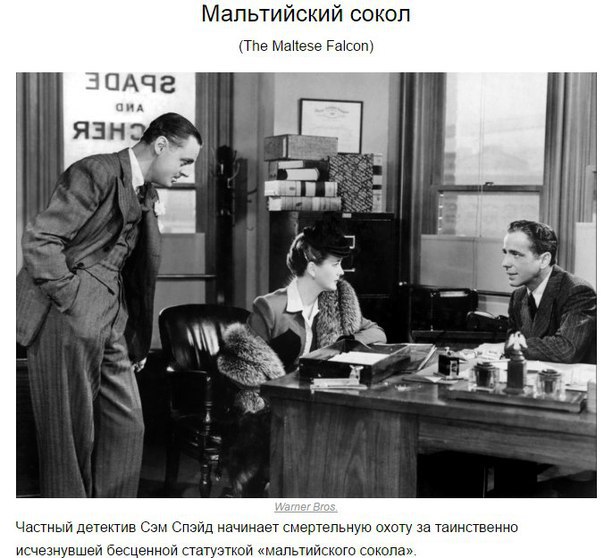 Мальтийский сокол
(The Maltese Falcon)
SPADE
AND
CHER
Warner Bros.
Частный детектив Сэм Спэйд начинает смертельную охоту за таинственно
исчезнувшей бесценной статуэткой «мальтийского сокола».